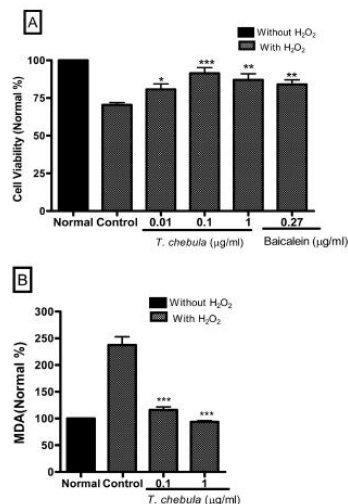 A
Without H₂O₂
With H₂O₂
Cell Viability (Normal %)
100
75
50
25
0
*
***
**
**
Normal Control 0.01 0.1 1 0.27
T. chebula (µg/ml) Baicalein (µg/ml)
B
Without H₂O₂
With H₂O₂
MDA(Normal %)
300
250
200
150
100
50
0
***
***
Normal Control 0.1 1
T. chebula (µg/ml)